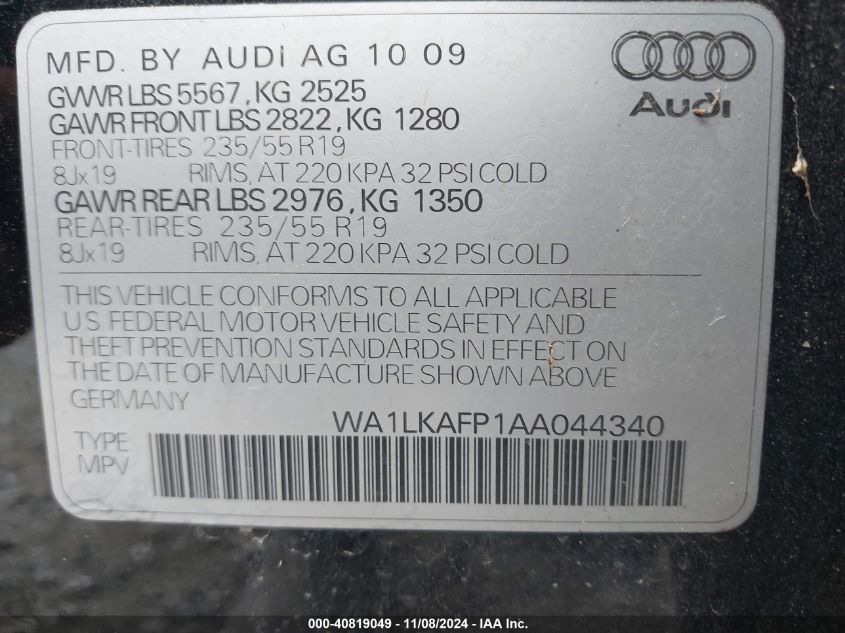 MFD. BY AUDI AG 10 09
GVWR LBS 5567, KG 2525
GAWR FRONT LBS 2822, KG 1280
FRONT-TIRES 235/55 R19
8Jx19 RIMS, AT 220 KPA 32 PSI COLD
GAWR REAR LBS 2976, KG 1350
REAR-TIRES 235/55 R19
8Jx19 RIMS, AT 220 KPA 32 PSI COLD
Audi
THIS VEHICLE CONFORMS TO ALL APPLICABLE
U.S. FEDERAL MOTOR VEHICLE SAFETY AND
THEFT PREVENTION STANDARDS IN EFFECT ON
THE DATE OF MANUFACTURE SHOWN ABOVE
GERMANY
WA1LKAFP1AA044340
TYPE
MPV
000-40819049 - 11/08/2024 - IAA Inc.